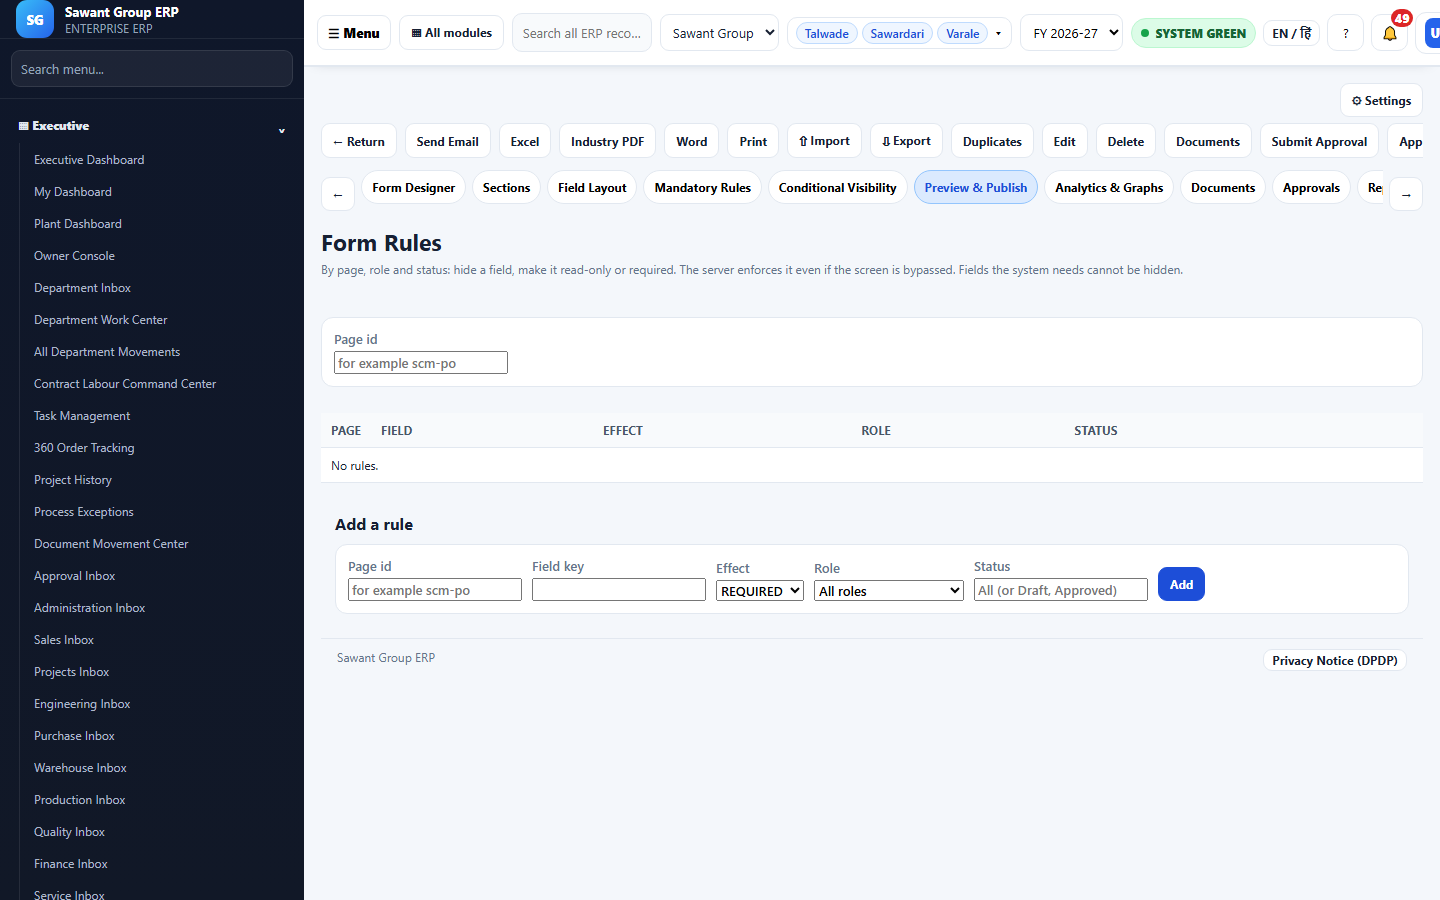 SG
Sawant Group ERP
ENTERPRISE ERP
Search menu...
Executive
Executive Dashboard
My Dashboard
Plant Dashboard
Owner Console
Department Inbox
Department Work Center
All Department Movements
Contract Labour Command Center
Task Management
360 Order Tracking
Project History
Process Exceptions
Document Movement Center
Approval Inbox
Administration Inbox
Sales Inbox
Projects Inbox
Engineering Inbox
Purchase Inbox
Warehouse Inbox
Production Inbox
Quality Inbox
Finance Inbox
Service Inbox
☰ Menu
All modules
Search all ERP reco...
Sawant Group
Talwade Sawardari Varale
FY 2026-27
SYSTEM GREEN
EN / हिं
?
49
U
⚙ Settings
← Return
Send Email
Excel
Industry PDF
Word
Print
⇧ Import
⇩ Export
Duplicates
Edit
Delete
Documents
Submit Approval
App
←
Form Designer
Sections
Field Layout
Mandatory Rules
Conditional Visibility
Preview & Publish
Analytics & Graphs
Documents
Approvals
Re
→
Form Rules
By page, role and status: hide a field, make it read-only or required. The server enforces it even if the screen is bypassed. Fields the system needs cannot be hidden.
Page id
for example scm-po
PAGE FIELD EFFECT ROLE STATUS
No rules.
Add a rule
Page id Field key Effect Role Status
for example scm-po REQUIRED All roles All (or Draft, Approved) Add
Sawant Group ERP
Privacy Notice (DPDP)